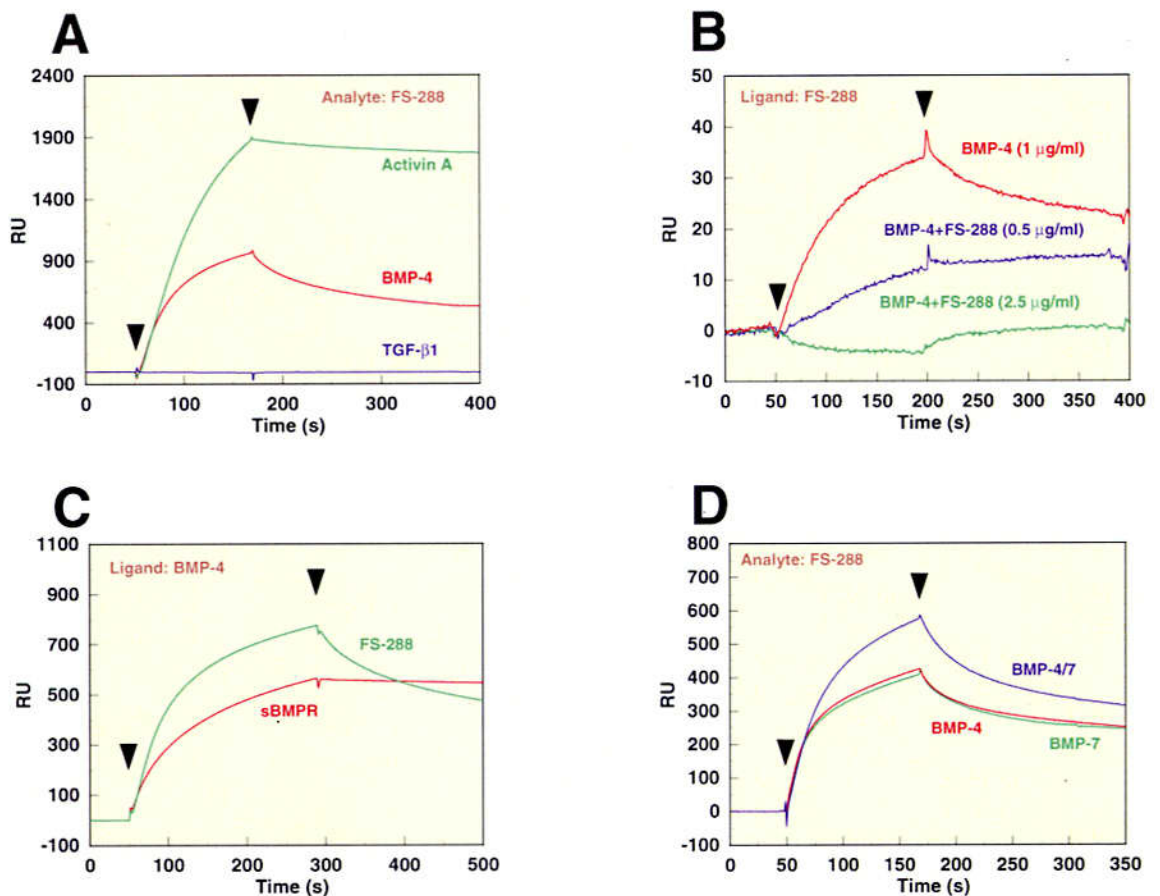 A
2400
1900
1400
900
400
-100
RU
Analyte: FS-288
Activin A
BMP-4
TGF-β1
0 100 200 300 400
Time (s)
B
50
40
30
20
10
0
-10
RU
Ligand: FS-288
BMP-4 (1 μg/ml)
BMP-4+FS-288 (0.5 μg/ml)
BMP-4+FS-288 (2.5 μg/ml)
0 50 100 150 200 250 300 350 400
Time (s)
C
1100
900
700
500
300
100
-100
RU
Ligand: BMP-4
FS-288
sBMPR
0 100 200 300 400 500
Time (s)
D
800
700
600
500
400
300
200
100
0
-100
RU
Analyte: FS-288
BMP-4/7
BMP-4
BMP-7
0 50 100 150 200 250 300 350
Time (s)